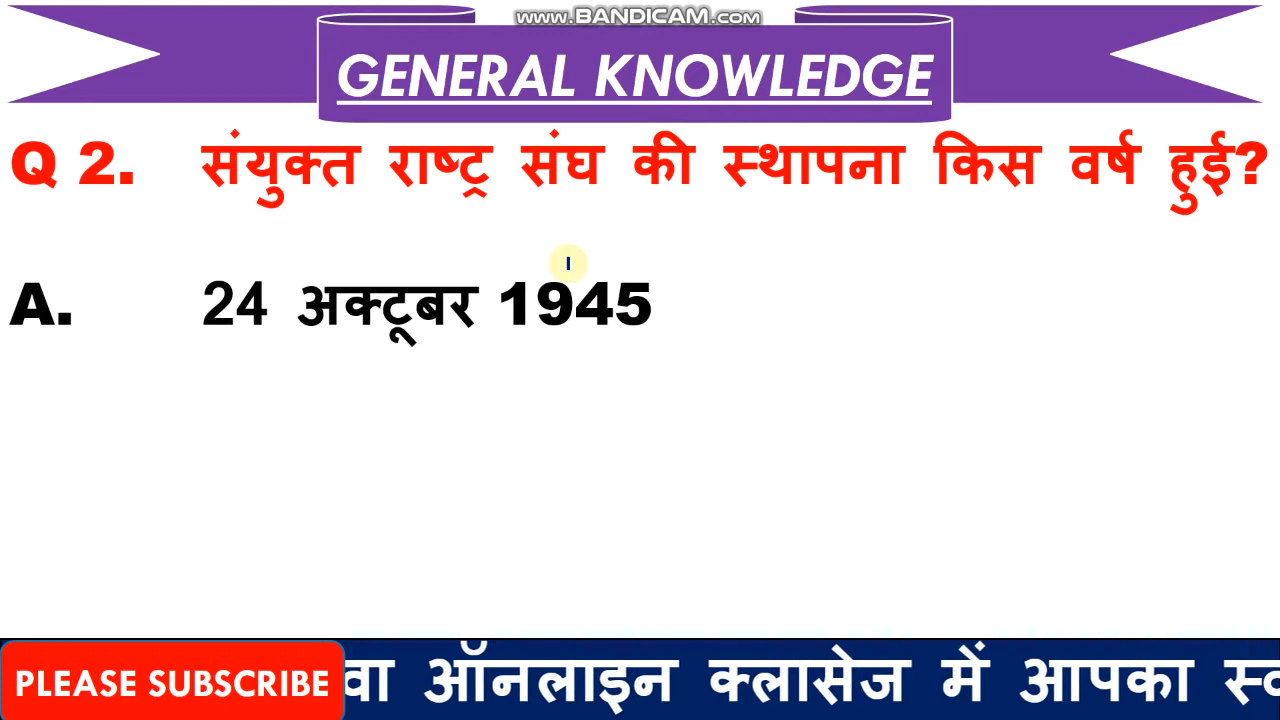 www.BANDICAM.com
GENERAL KNOWLEDGE
Q 2. संयुक्त राष्ट्र संघ की स्थापना किस वर्ष हुई?
A. 24 अक्टूबर 1945
PLEASE SUBSCRIBE वा ऑनलाइन क्लासेज में आपका